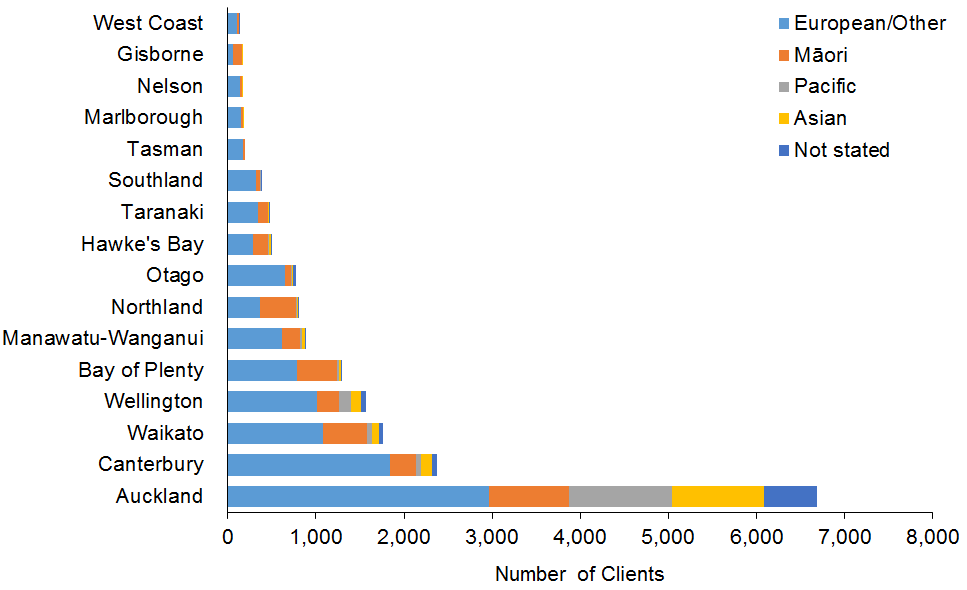 West Coast
Gisborne
Nelson
Marlborough
Tasman
Southland
Taranaki
Hawke's Bay
Otago
Northland
Manawatu-Wanganui
Bay of Plenty
Wellington
Waikato
Canterbury
Auckland
European/Other
Māori
Pacific
Asian
Not stated
0 1,000 2,000 3,000 4,000 5,000 6,000 7,000 8,000
Number of Clients